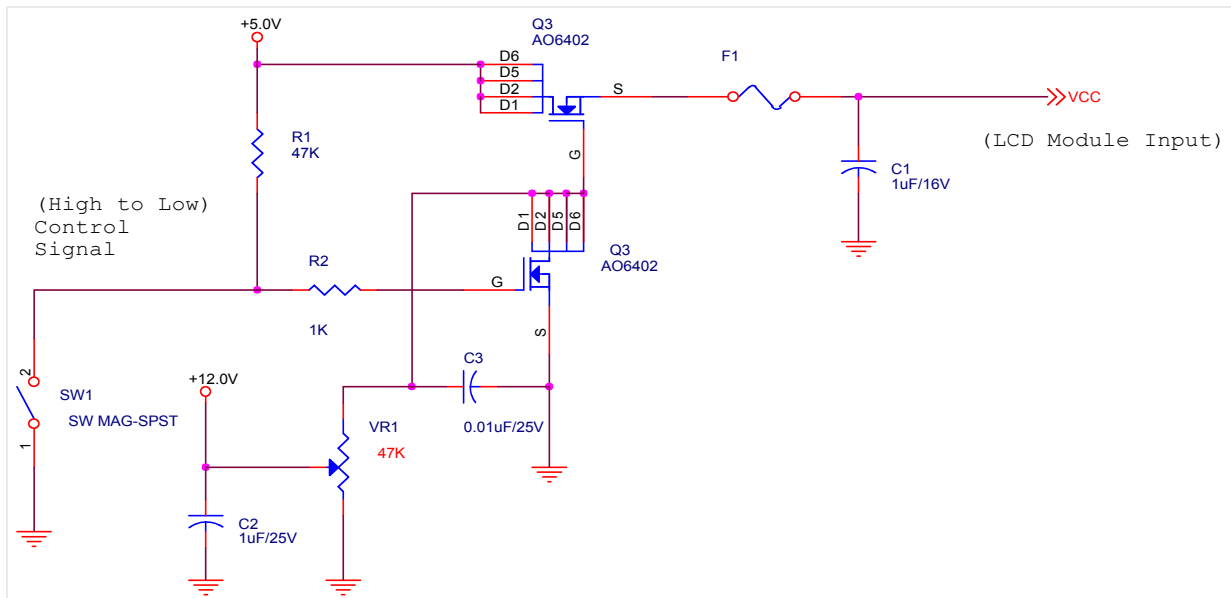 +5.0V
Q3
AO6402
D6
D5
D2
D1
S
G
F1
VCC
(LCD Module Input)
R1
47K
C1
1uF/16V
(High to Low)
Control
Signal
D1
D2
D5
D6
Q3
AO6402
R2
1K
G
S
C3
0.01uF/25V
+12.0V
2
SW1
SW MAG-SPST
1
VR1
47K
C2
1uF/25V